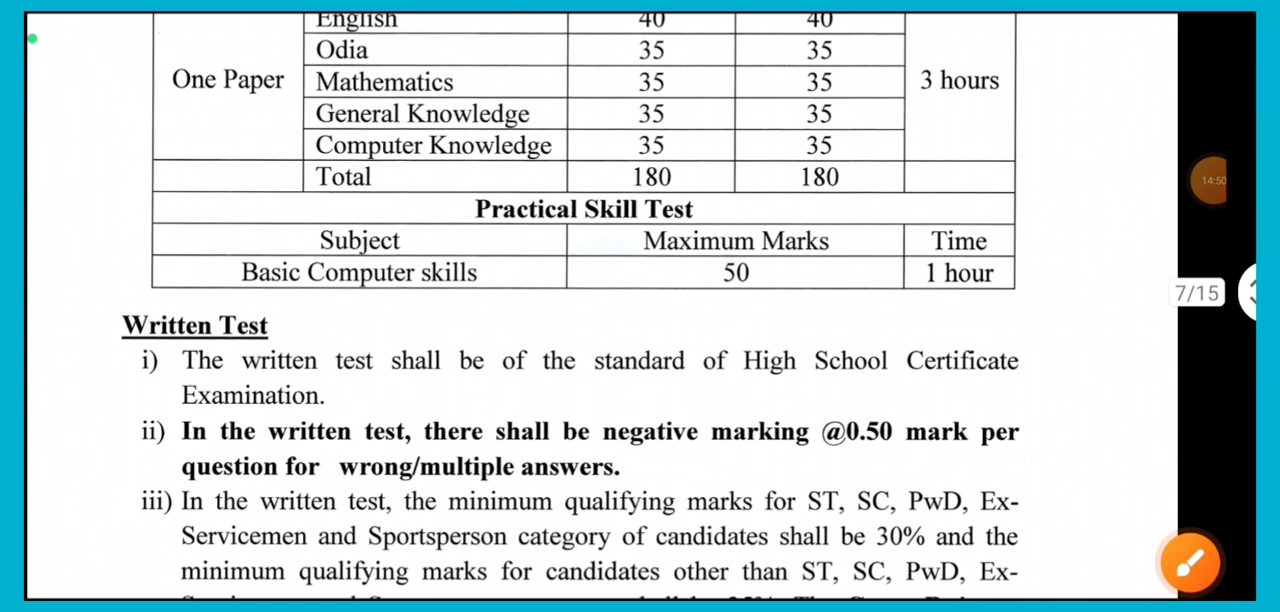 English 40 40
Odia 35 35
One Paper Mathematics 35 35 3 hours
General Knowledge 35 35
Computer Knowledge 35 35
Total 180 180
Practical Skill Test
Subject Maximum Marks Time
Basic Computer skills 50 1 hour
14:50
7/15
Written Test
i) The written test shall be of the standard of High School Certificate
Examination.
ii) In the written test, there shall be negative marking @0.50 mark per
question for wrong/multiple answers.
iii) In the written test, the minimum qualifying marks for ST, SC, PwD, Ex-
Servicemen and Sportsperson category of candidates shall be 30% and the
minimum qualifying marks for candidates other than ST, SC, PwD, Ex-